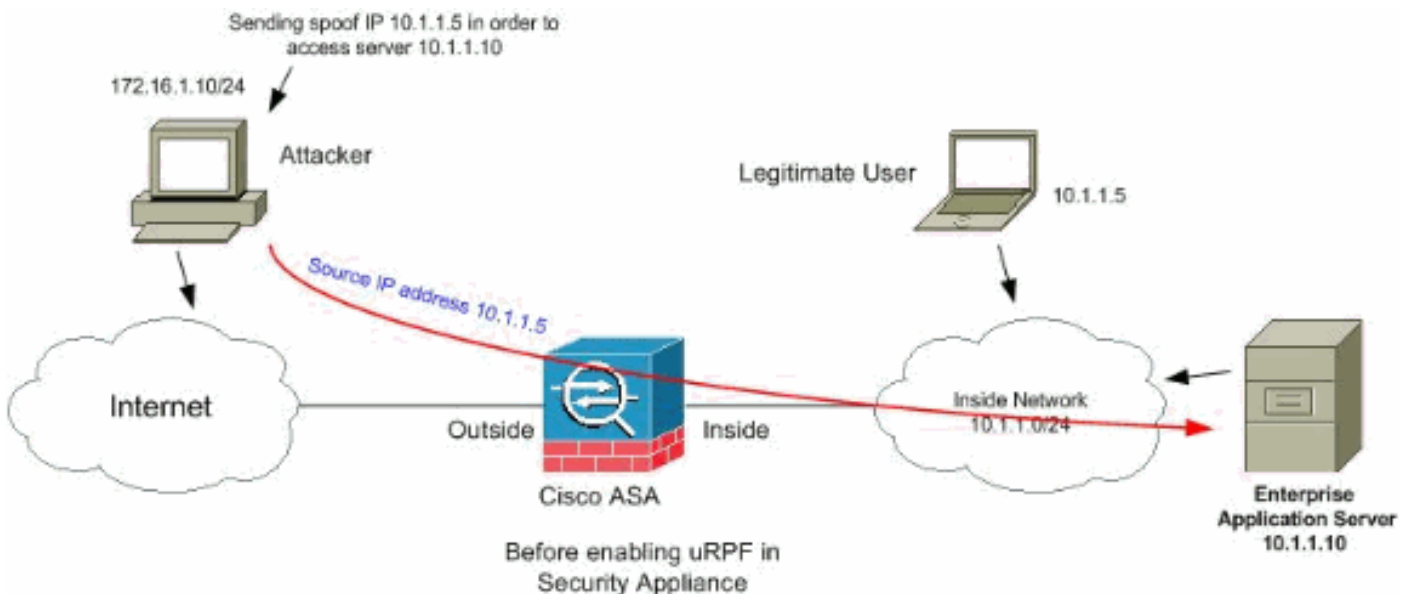 Sending spoof IP 10.1.1.5 in order to
access server 10.1.1.10
172.16.1.10/24
Attacker
Legitimate User
10.1.1.5
Source IP address 10.1.1.5
Internet
Outside
Inside
Inside Network
10.1.1.0/24
Cisco ASA
Enterprise
Application Server
10.1.1.10
Before enabling uRPF in
Security Appliance